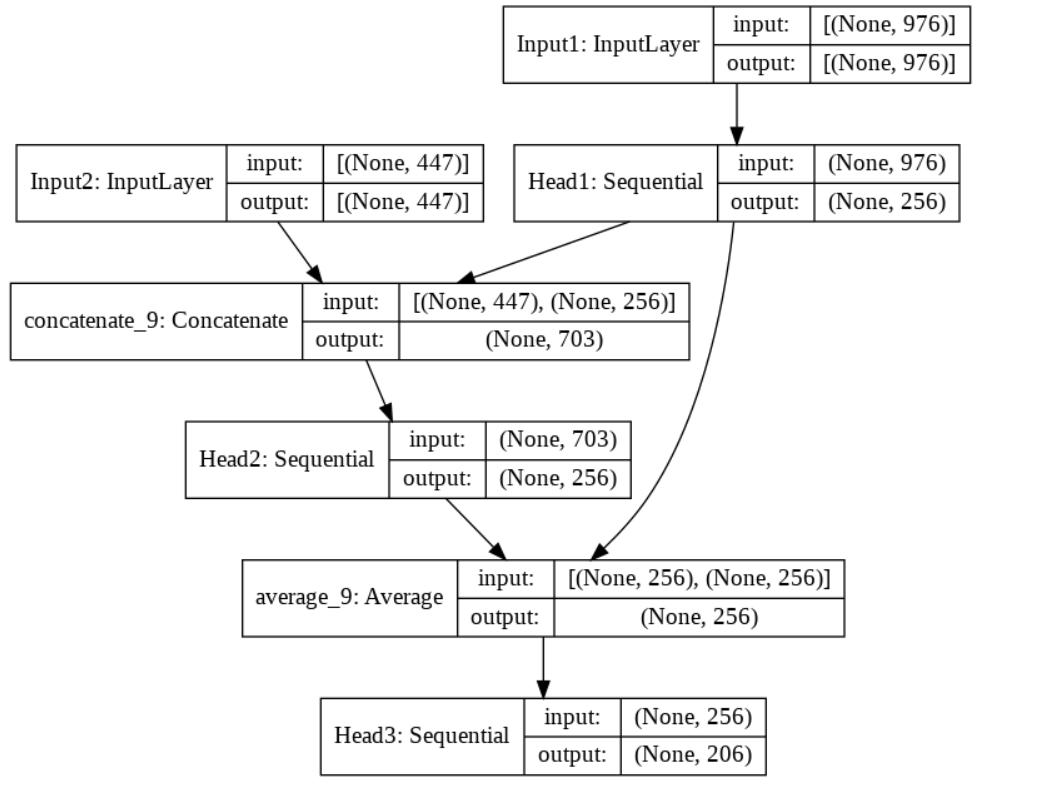 Input1: InputLayer
input:
[(None, 976)]
output:
[(None, 976)]
Input2: InputLayer
input:
[(None, 447)]
output:
[(None, 447)]
Head1: Sequential
input:
(None, 976)
output:
(None, 256)
concatenate_9: Concatenate
input:
[(None, 447), (None, 256)]
output:
(None, 703)
Head2: Sequential
input:
(None, 703)
output:
(None, 256)
average_9: Average
input:
[(None, 256), (None, 256)]
output:
(None, 256)
Head3: Sequential
input:
(None, 256)
output:
(None, 206)